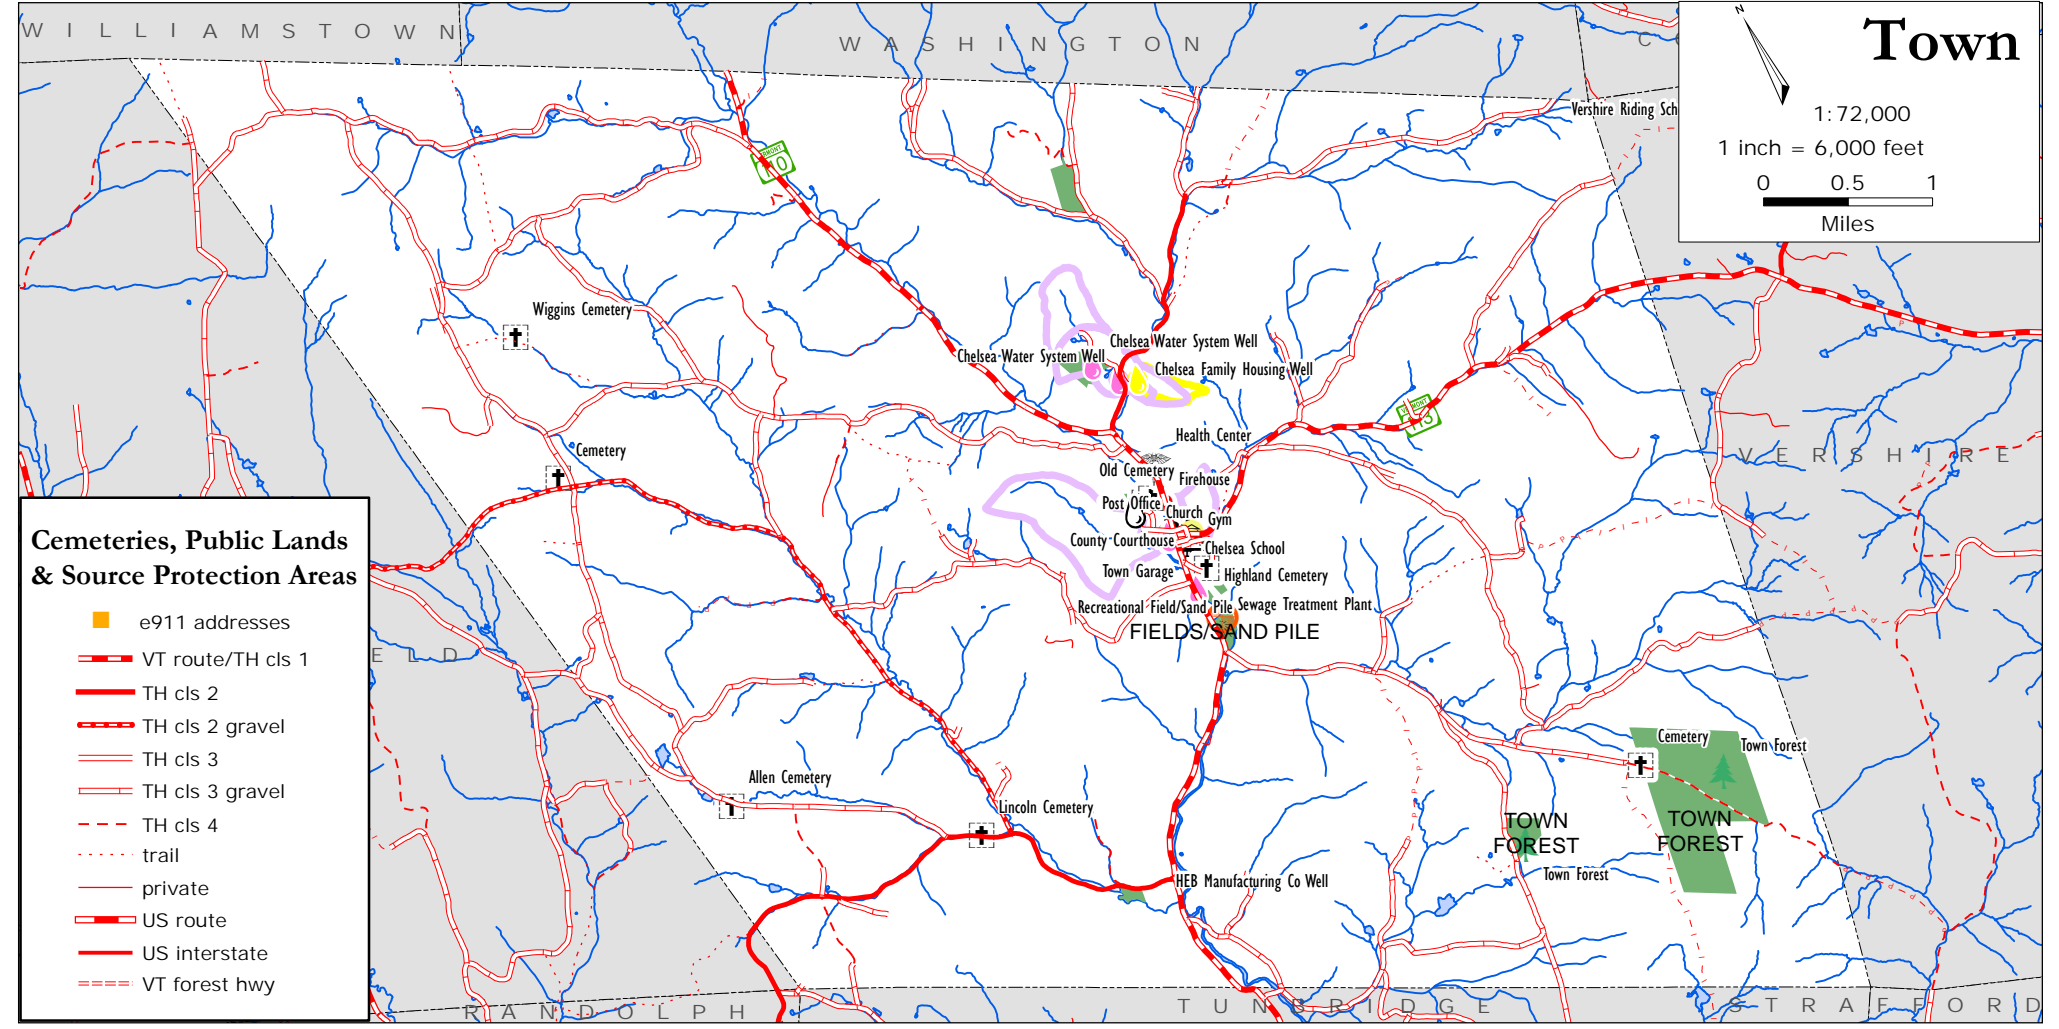 WILLIAMSTOWN
WASHINGTON
N
Town
1:72,000
1 inch = 6,000 feet
0 0.5 1
Miles
Vershire Riding Sch
VERMONT
110
Wiggins Cemetery
Chelsea Water System Well
Chelsea Water System Well
Chelsea Family Housing Well
VERMONT
113
Health Center
Cemetery
Old Cemetery
Firehouse
VERSHIRE
Post Office
Church
Gym
County Courthouse
Chelsea School
Town Garage
Highland Cemetery
Recreational Field/Sand Pile
Sewage Treatment Plant
FIELDS/SAND PILE
ELD
Cemetery
Town Forest
Allen Cemetery
Lincoln Cemetery
TOWN
FOREST
TOWN
FOREST
Town Forest
HEB Manufacturing Co Well
Cemeteries, Public Lands
& Source Protection Areas
e911 addresses
VT route/TH cls 1
TH cls 2
TH cls 2 gravel
TH cls 3
TH cls 3 gravel
TH cls 4
trail
private
US route
US interstate
VT forest hwy
RANDOLPH
TUNBRIDGE
STRAFFORD